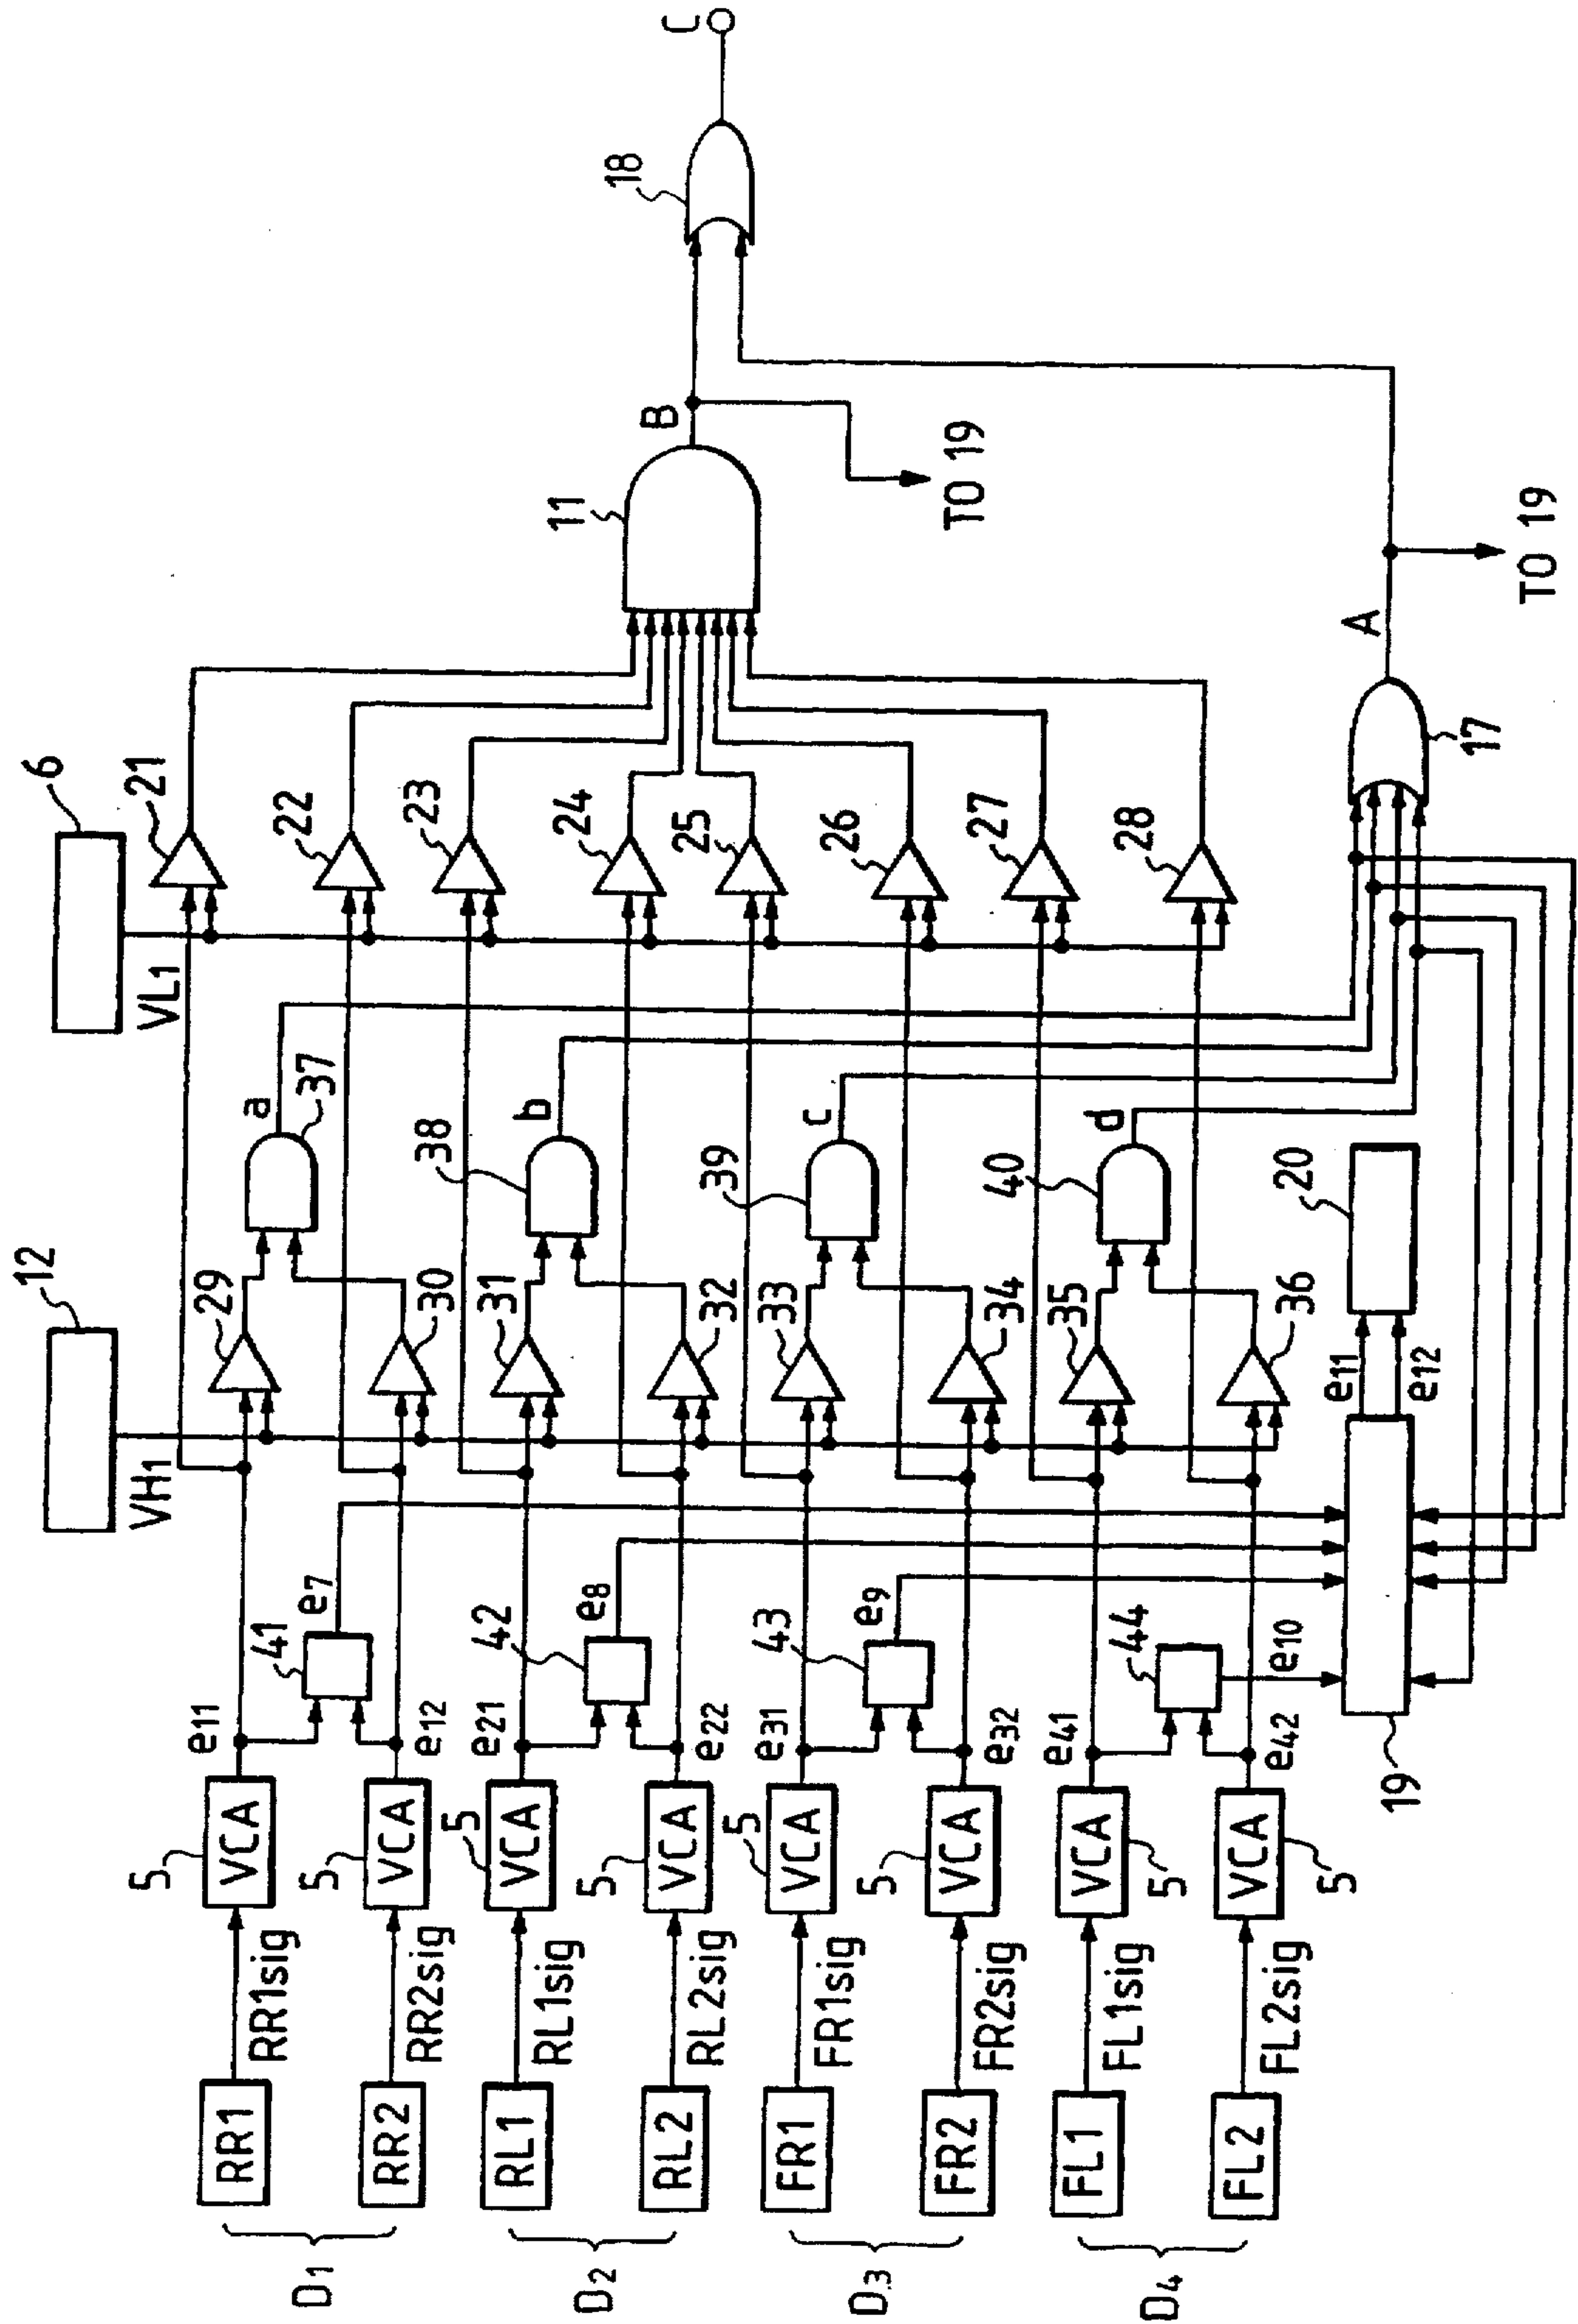 D1
D2
D3
D4
RR1
RR2
RL1
RL2
FR1
FR2
FL1
FL2
RR1sig
RR2sig
RL1sig
RL2sig
FR1sig
FR2sig
FL1sig
FL2sig
5
VCA
5
VCA
5
VCA
5
VCA
5
VCA
5
VCA
5
VCA
5
VCA
e11
e12
e21
e22
e31
e32
e41
e42
41
42
43
44
e7
e8
e9
e10
19
12
VH1
29
30
31
32
33
34
35
36
e11
e12
20
37
38
39
40
a
b
c
d
6
VL1
21
22
23
24
25
26
27
28
17
A
TO 19
11
B
TO 19
18
C